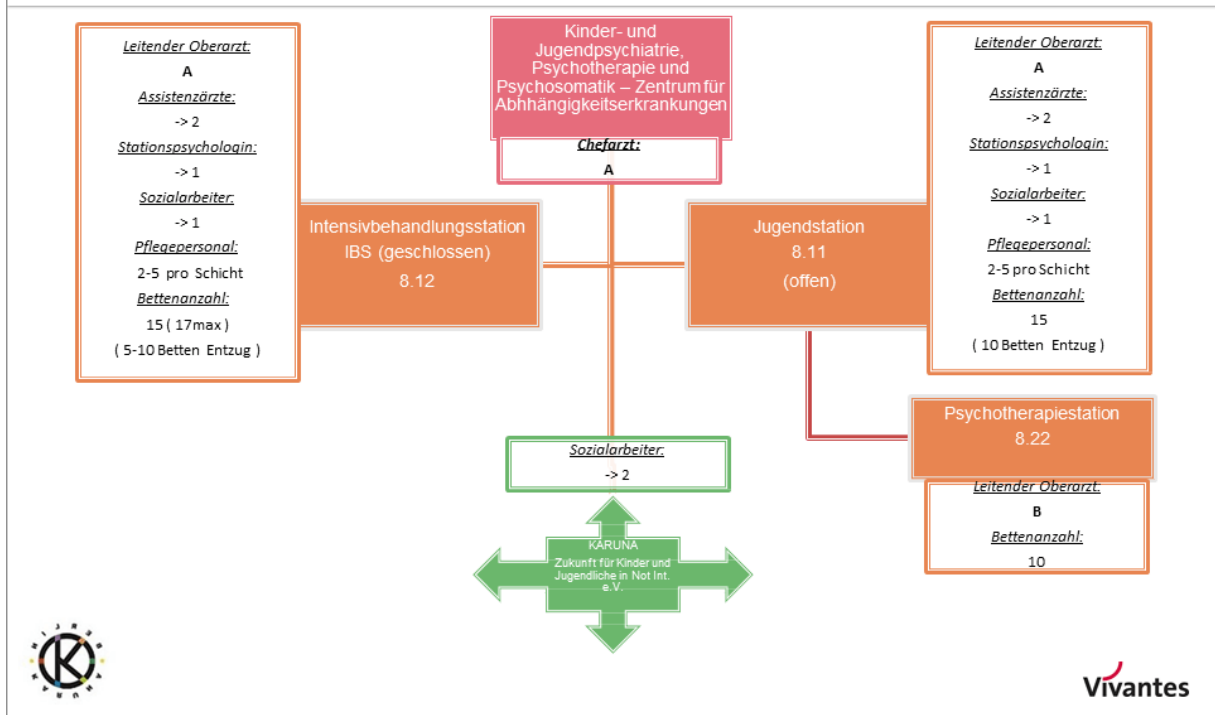 Leitender Oberarzt:
A
Assistenzärzte:
-> 2
Stationspsychologin:
-> 1
Sozialarbeiter:
-> 1
Pflegepersonal:
2-5 pro Schicht
Bettenanzahl:
15 ( 17max )
( 5-10 Betten Entzug )
Intensivbehandlungsstation
IBS (geschlossen)
8.12
Kinder- und
Jugendpsychiatrie,
Psychotherapie und
Psychosomatik – Zentrum für
Abhhängigkeitserkrankungen
Chefarzt:
A
Jugendstation
8.11
(offen)
Leitender Oberarzt:
A
Assistenzärzte:
-> 2
Stationspsychologin:
-> 1
Sozialarbeiter:
-> 1
Pflegepersonal:
2-5 pro Schicht
Bettenanzahl:
15
( 10 Betten Entzug )
Psychotherapiestation
8.22
Leitender Oberarzt:
B
Bettenanzahl:
10
Sozialarbeiter:
-> 2
KARUNA
Zukunft für Kinder und
Jugendliche in Not Int.
e.V.
K
Vivantes